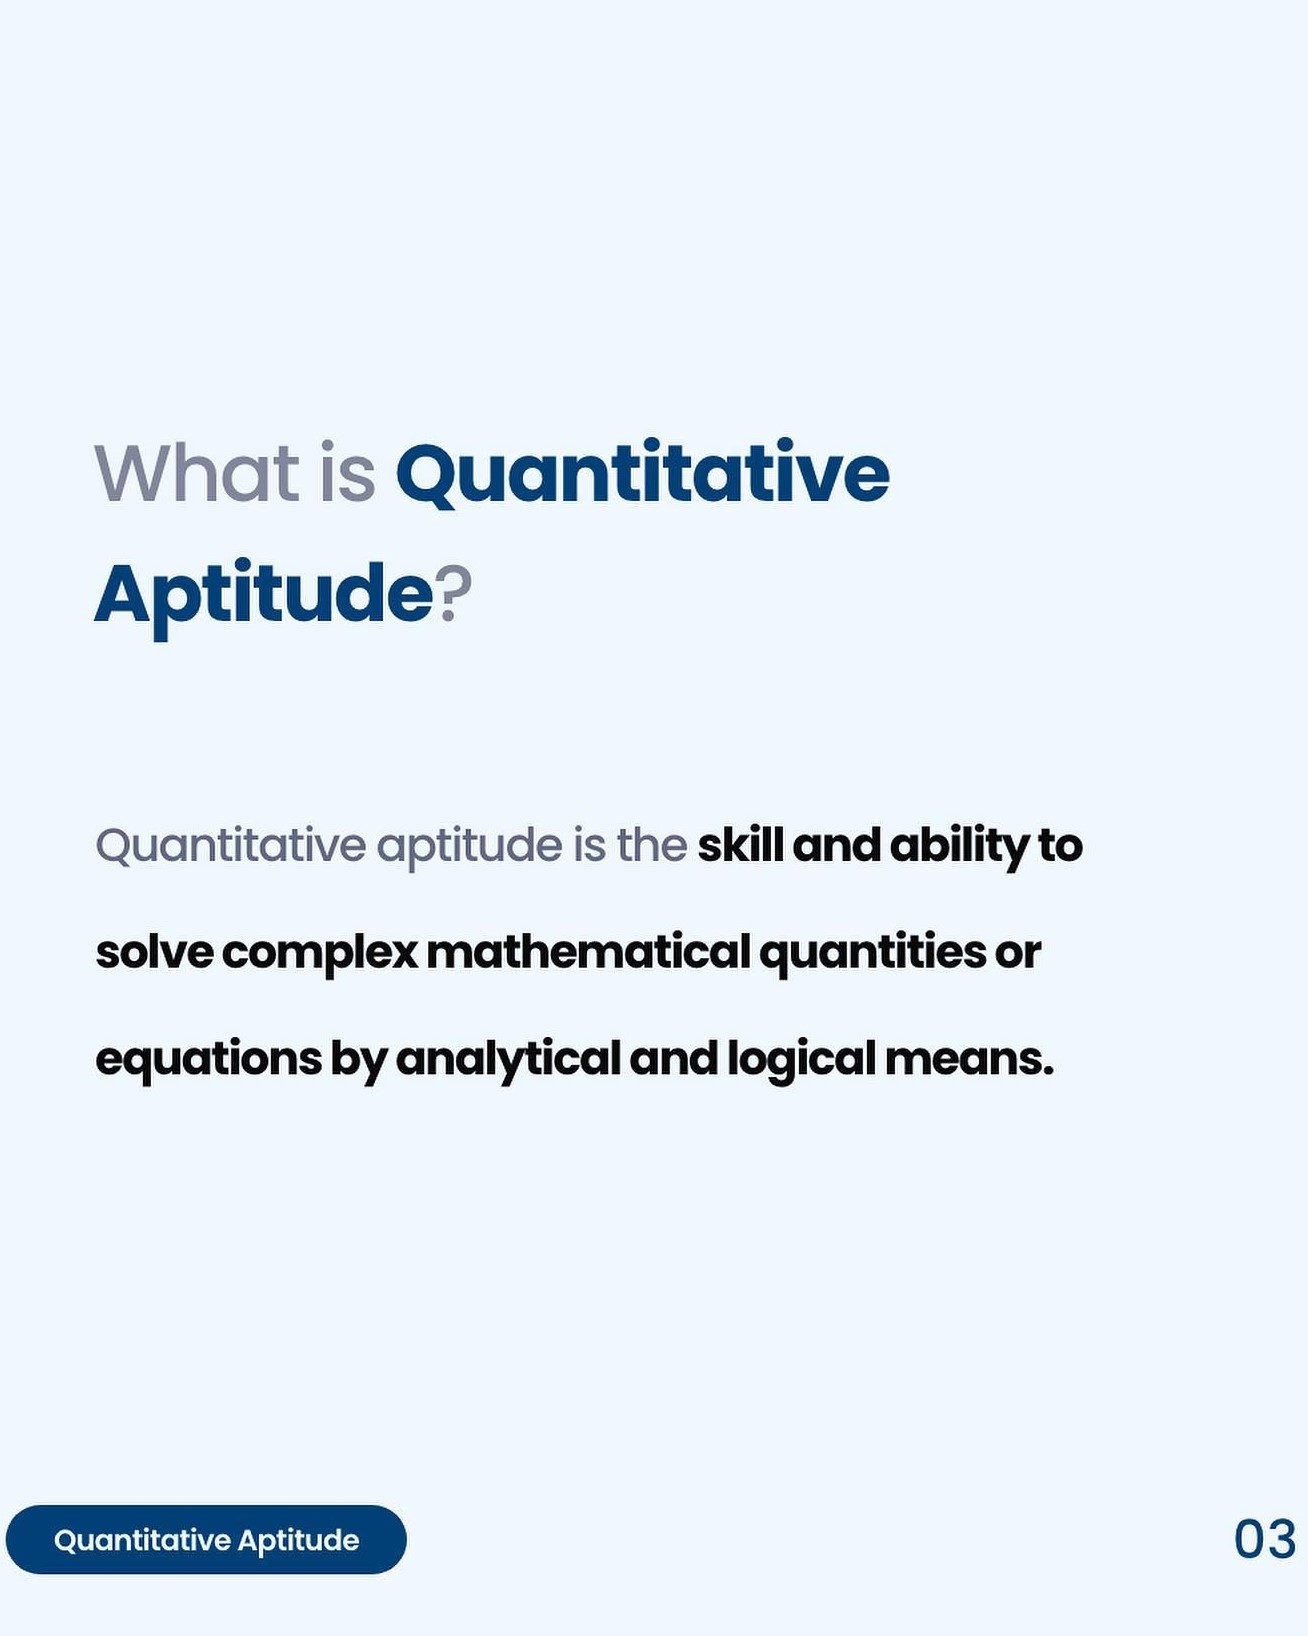 What is Quantitative
Aptitude?
Quantitative aptitude is the skill and ability to
solve complex mathematical quantities or
equations by analytical and logical means.
Quantitative Aptitude
03